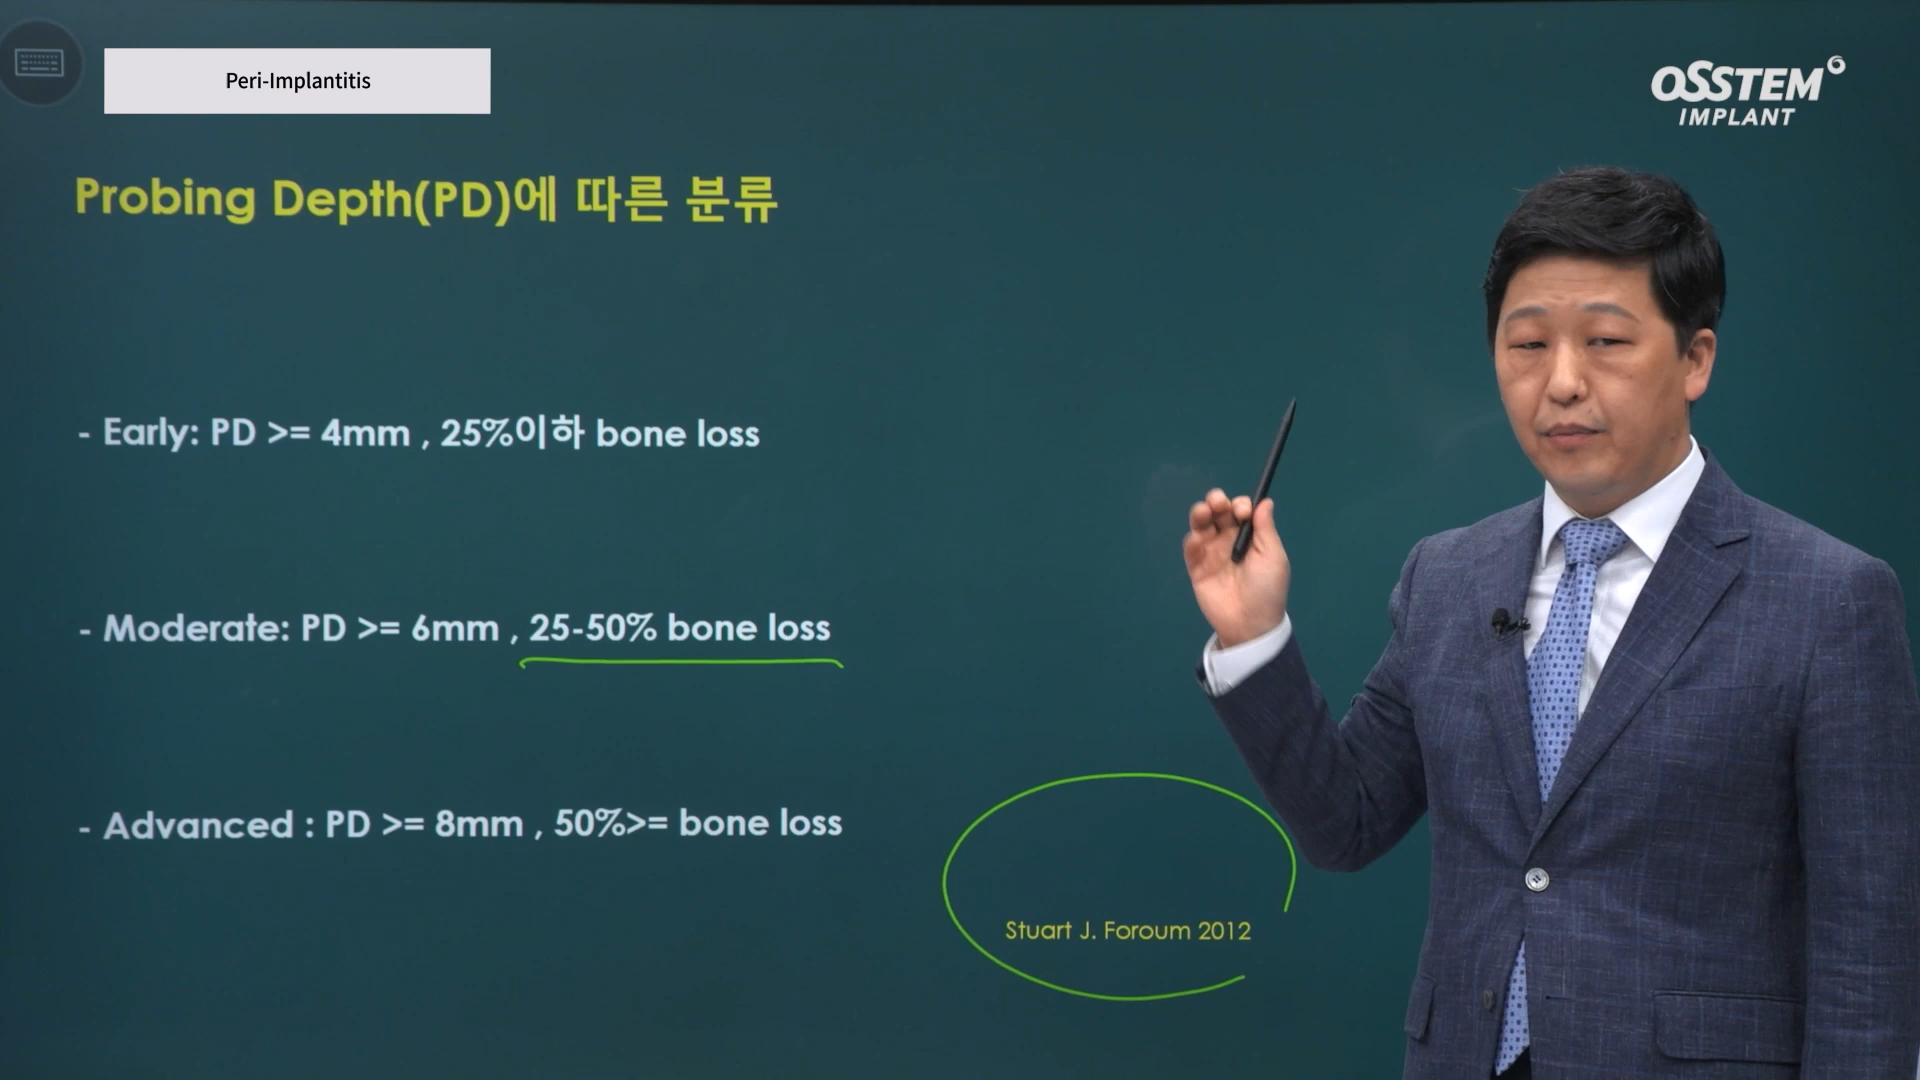 Peri-Implantitis
OSSTEM
IMPLANT
Probing Depth(PD)에 따른 분류
- Early: PD >= 4mm , 25%이하 bone loss
- Moderate: PD >= 6mm , 25-50% bone loss
- Advanced : PD >= 8mm , 50%>= bone loss
Stuart J. Foroum 2012